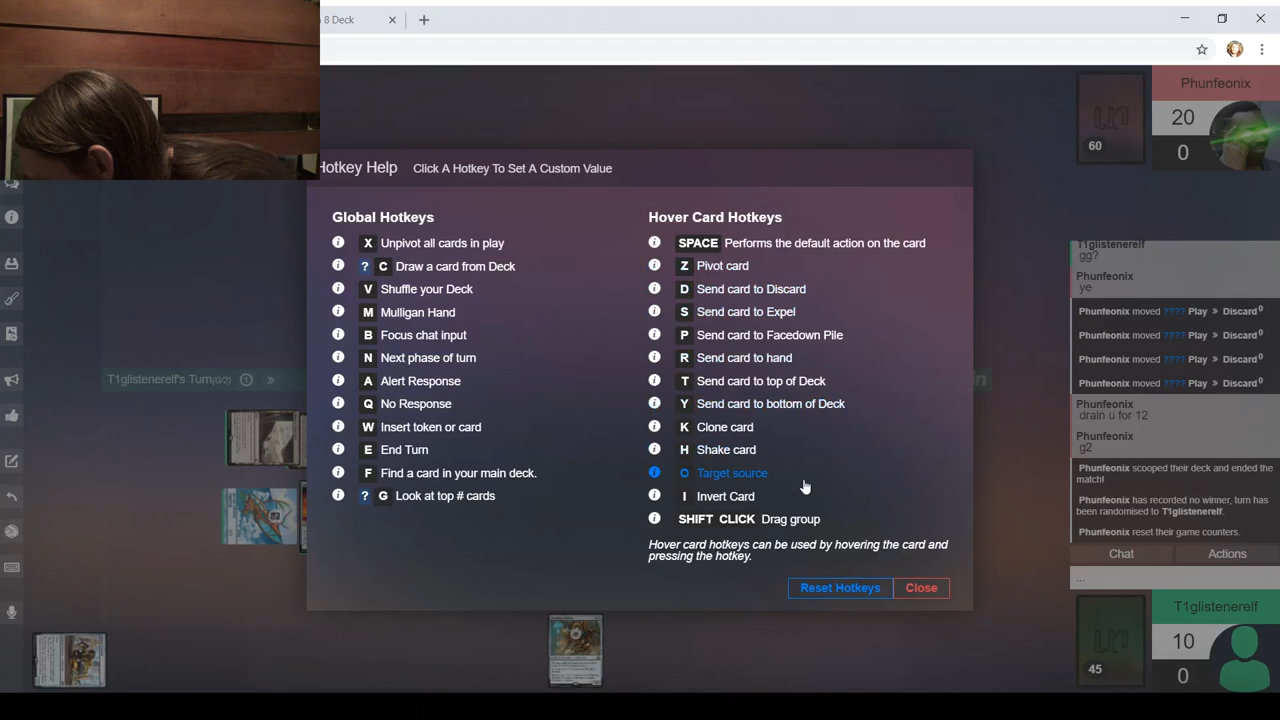 8 Deck
Phunfeonix
20
0
60
Hotkey Help Click A Hotkey To Set A Custom Value
Global Hotkeys
X Unpivot all cards in play
? C Draw a card from Deck
V Shuffle your Deck
M Mulligan Hand
B Focus chat input
N Next phase of turn
A Alert Response
Q No Response
W Insert token or card
E End Turn
F Find a card in your main deck.
? G Look at top # cards
Hover Card Hotkeys
SPACE Performs the default action on the card
Z Pivot card
D Send card to Discard
S Send card to Expel
P Send card to Facedown Pile
R Send card to hand
T Send card to top of Deck
Y Send card to bottom of Deck
K Clone card
H Shake card
O Target source
I Invert Card
SHIFT CLICK Drag group
Hover card hotkeys can be used by hovering the card and
pressing the hotkey.
Reset Hotkeys Close
T1glistenerelf's Turn(0/2) 1
T1glistenerelf
gg?
Phunfeonix
ye
Phunfeonix moved ???? Play » Discard 0
Phunfeonix moved ???? Play » Discard 0
Phunfeonix moved ???? Play » Discard 0
Phunfeonix moved ???? Play » Discard 0
Phunfeonix
drain u for 12
Phunfeonix
g2
Phunfeonix scooped their deck and ended the
match!
Phunfeonix has recorded no winner, turn has
been randomised to T1glistenerelf.
Phunfeonix reset their game counters.
Chat Actions
...
T1glistenerelf
10
0
45